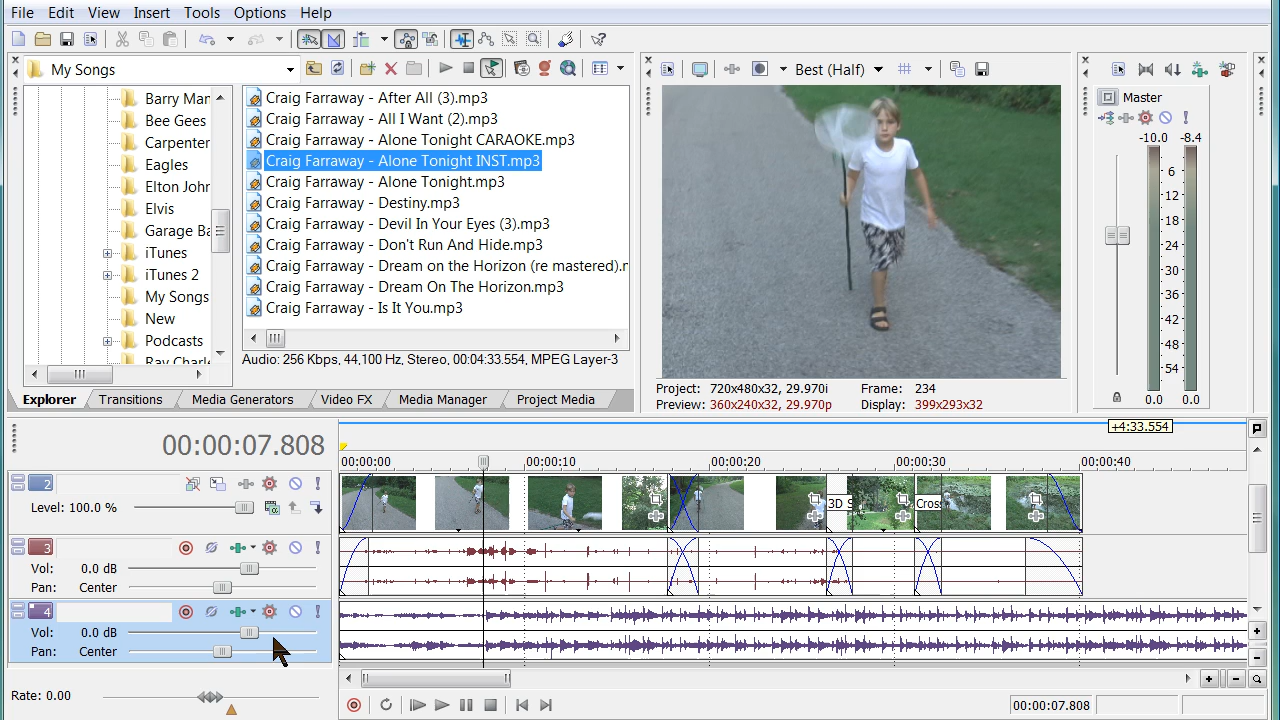 File Edit View Insert Tools Options Help
My Songs
Best (Half)
Barry Mar
Bee Gees
Carpenter
Eagles
Elton Johr
Elvis
Garage Ba
iTunes
iTunes 2
My Songs
New
Podcasts
Ray Charle
Craig Farraway - After All (3).mp3
Craig Farraway - All I Want (2).mp3
Craig Farraway - Alone Tonight CARAOKE.mp3
Craig Farraway - Alone Tonight INST.mp3
Craig Farraway - Alone Tonight.mp3
Craig Farraway - Destiny.mp3
Craig Farraway - Devil In Your Eyes (3).mp3
Craig Farraway - Don't Run And Hide.mp3
Craig Farraway - Dream on the Horizon (re mastered).r
Craig Farraway - Dream On The Horizon.mp3
Craig Farraway - Is It You.mp3
Audio: 256 Kbps, 44,100 Hz, Stereo, 00:04:33.554, MPEG Layer-3
Explorer Transitions Media Generators Video FX Media Manager Project Media
Project: 720x480x32, 29.970i Frame: 234
Preview: 360x240x32, 29.970p Display: 399x293x32
Master
-10.0 -8.4
6
12
18
24
30
36
42
48
54
0.0 0.0
+4:33.554
00:00:07.808
00:00:00 00:00:10 00:00:20 00:00:30 00:00:40
2
Level: 100.0 %
3D S
Cros
3
Vol: 0.0 dB
Pan: Center
4
Vol: 0.0 dB
Pan: Center
Rate: 0.00
00:00:07.808